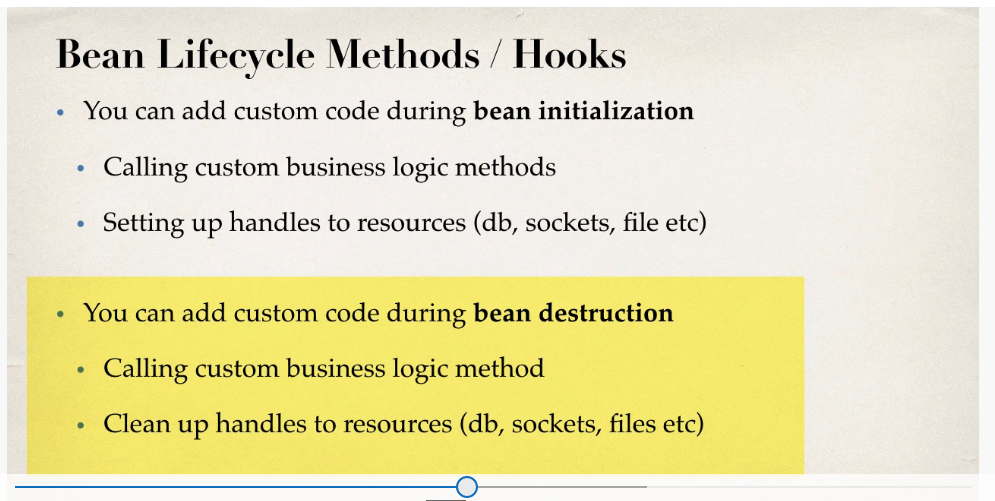 Bean Lifecycle Methods / Hooks
• You can add custom code during bean initialization
• Calling custom business logic methods
• Setting up handles to resources (db, sockets, file etc)
• You can add custom code during bean destruction
• Calling custom business logic method
• Clean up handles to resources (db, sockets, files etc)